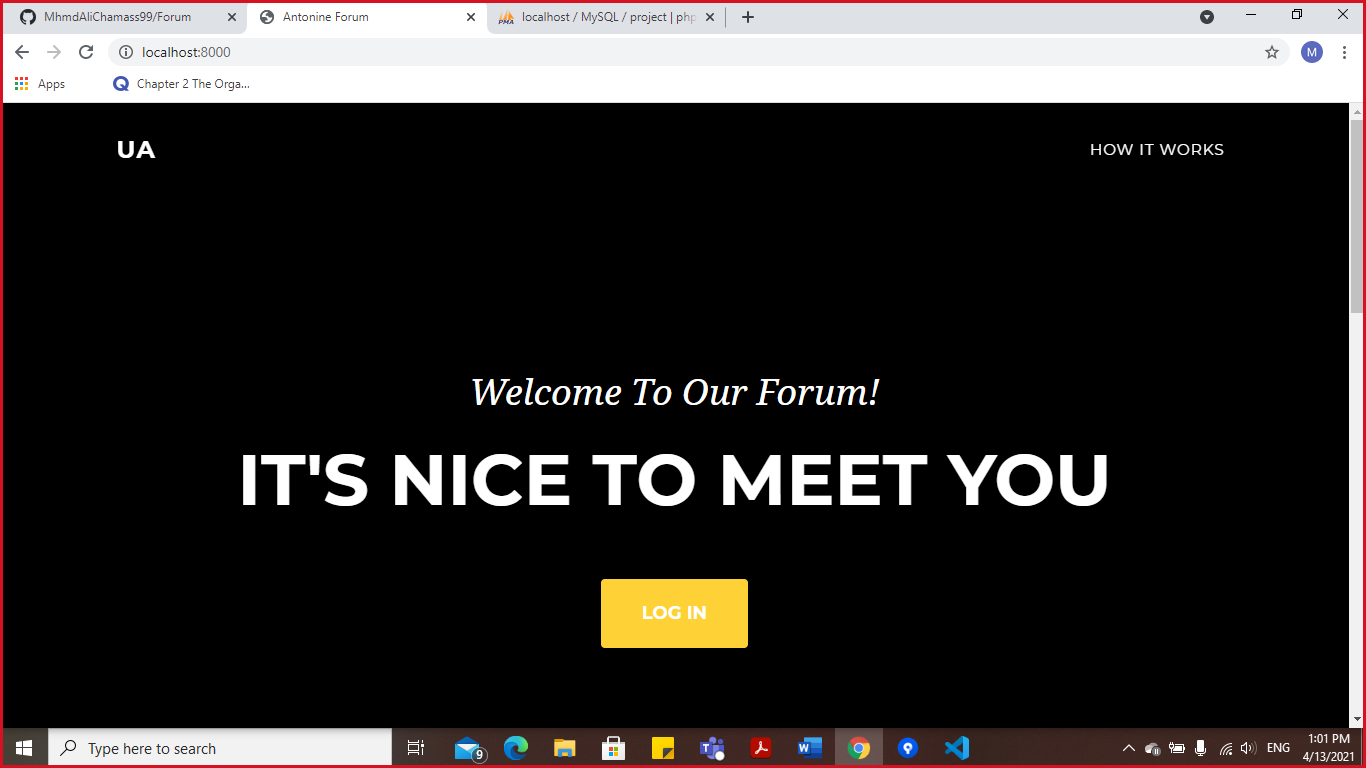 MhmdAliChamass99/Forum
Antonine Forum
localhost / MySQL / project | php
localhost:8000
M
Apps
Chapter 2 The Orga...
UA
HOW IT WORKS
Welcome To Our Forum!
IT'S NICE TO MEET YOU
LOG IN
Type here to search
9
ENG
1:01 PM
4/13/2021